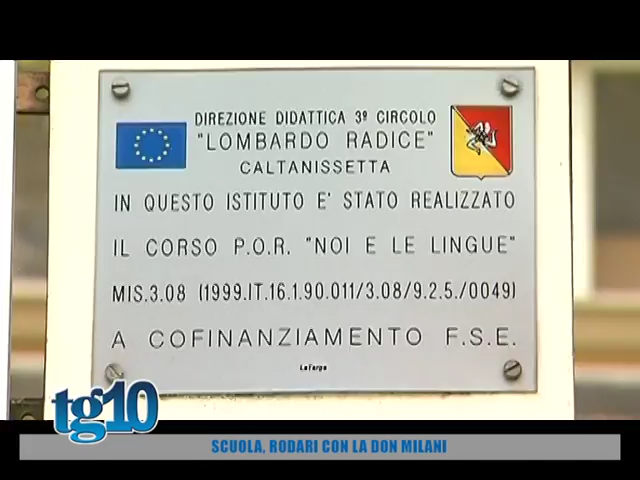 DIREZIONE DIDATTICA 3º CIRCOLO
"LOMBARDO RADICE"
CALTANISSETTA
IN QUESTO ISTITUTO E' STATO REALIZZATO
IL CORSO P.O.R. "NOI E LE LINGUE"
MIS.3.08 (1999.IT.16.1.90.011/3.08/9.2.5./0049)
A COFINANZIAMENTO F.S.E.
LaTarga
tg10
SCUOLA, RODARI CON LA DON MILANI